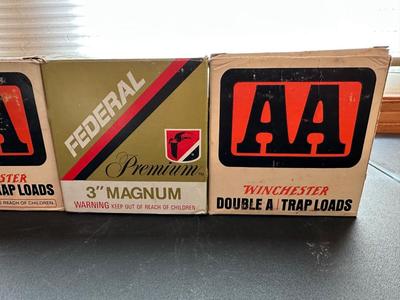 TER
RAP LOADS
REACH OF CHILDREN.
FEDERAL
Premium
3" MAGNUM
WARNING KEEP OUT OF REACH OF CHILDREN
AA
WINCHESTER
DOUBLE A TRAP LOADS